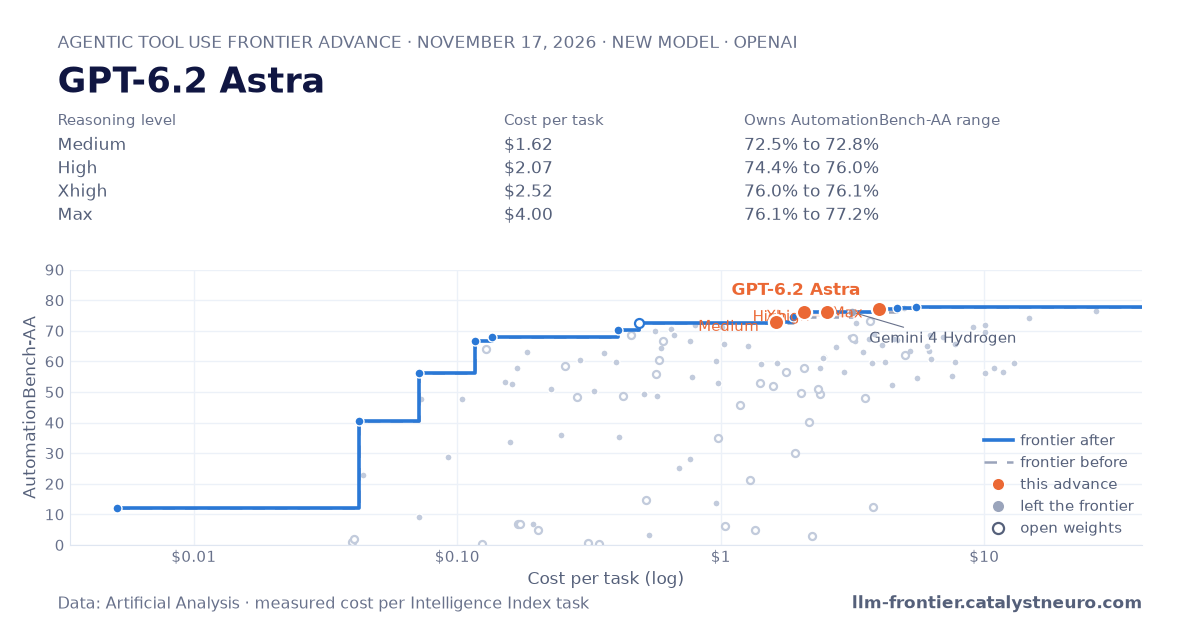 AGENTIC TOOL USE FRONTIER ADVANCE · NOVEMBER 17, 2026 · NEW MODEL · OPENAI
GPT-6.2 Astra
Reasoning level Cost per task Owns AutomationBench-AA range
Medium $1.62 72.5% to 72.8%
High $2.07 74.4% to 76.0%
Xhigh $2.52 76.0% to 76.1%
Max $4.00 76.1% to 77.2%
AutomationBench-AA
90
80
70
60
50
40
30
20
10
0
GPT-6.2 Astra
Medium
High
Xhigh
Max
Gemini 4 Hydrogen
frontier after
frontier before
this advance
left the frontier
open weights
$0.01 $0.10 $1 $10
Cost per task (log)
Data: Artificial Analysis · measured cost per Intelligence Index task
llm-frontier.catalystneuro.com